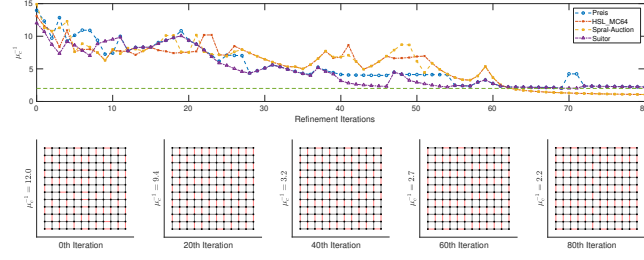 15
10
5
0
μc⁻¹
Preis
HSL_MC64
Spral-Auction
Suitor
0 10 20 30 40 50 60 70 80
Refinement Iterations
μc⁻¹ = 12.0
μc⁻¹ = 9.4
μc⁻¹ = 3.2
μc⁻¹ = 2.7
μc⁻¹ = 2.2
0th Iteration
20th Iteration
40th Iteration
60th Iteration
80th Iteration